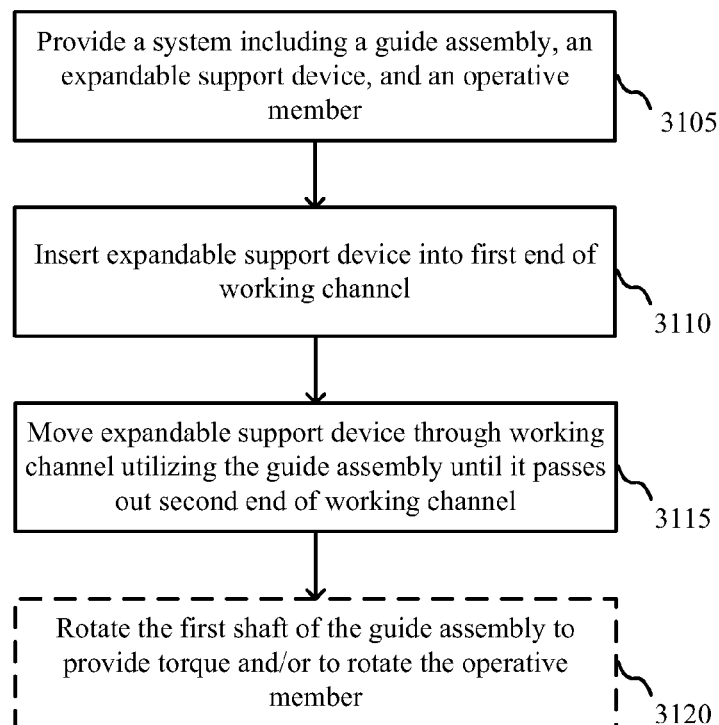 Provide a system including a guide assembly, an
expandable support device, and an operative
member
3105
Insert expandable support device into first end of
working channel
3110
Move expandable support device through working
channel utilizing the guide assembly until it passes
out second end of working channel
3115
Rotate the first shaft of the guide assembly to
provide torque and/or to rotate the operative
member
3120